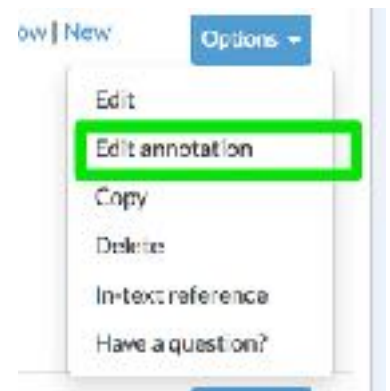 ow | New
Options
Edit
Edit annotation
Copy
Delete
In-text reference
Have a question?